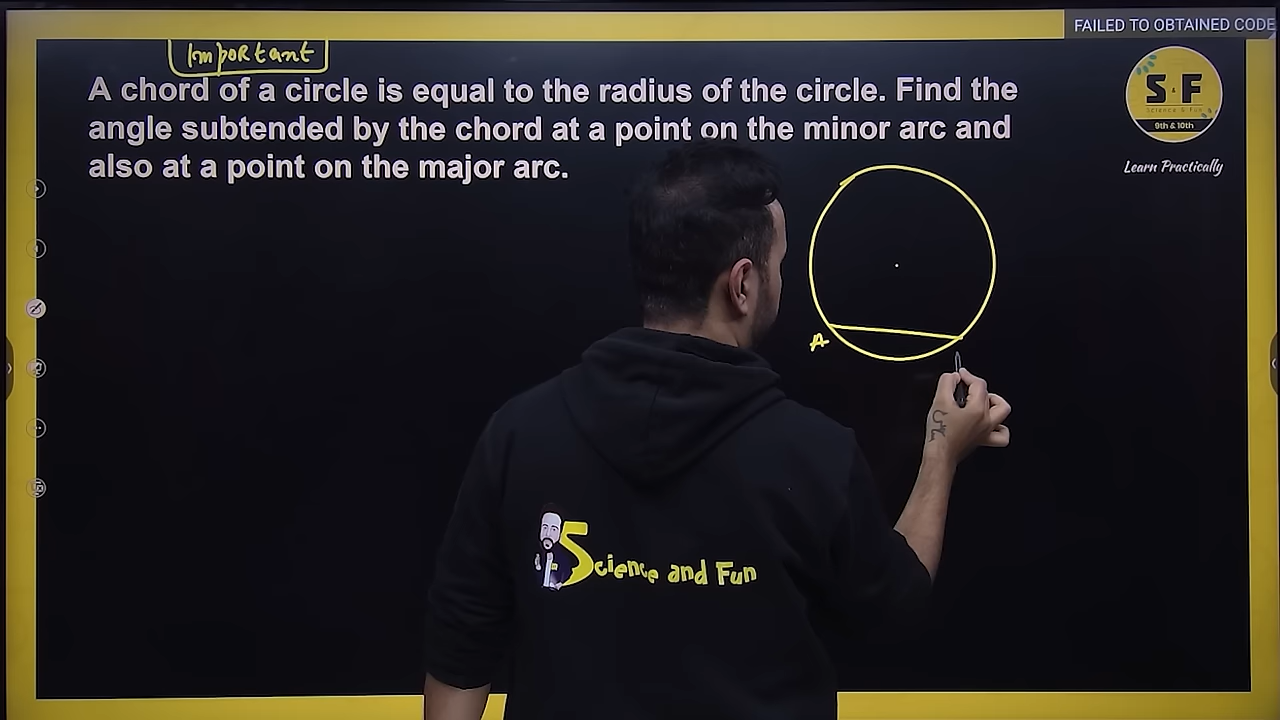 FAILED TO OBTAINED CODE
Important
A chord of a circle is equal to the radius of the circle. Find the
angle subtended by the chord at a point on the minor arc and
also at a point on the major arc.
S&F
Science & Fun
9th & 10th
Learn Practically
A
Science and Fun